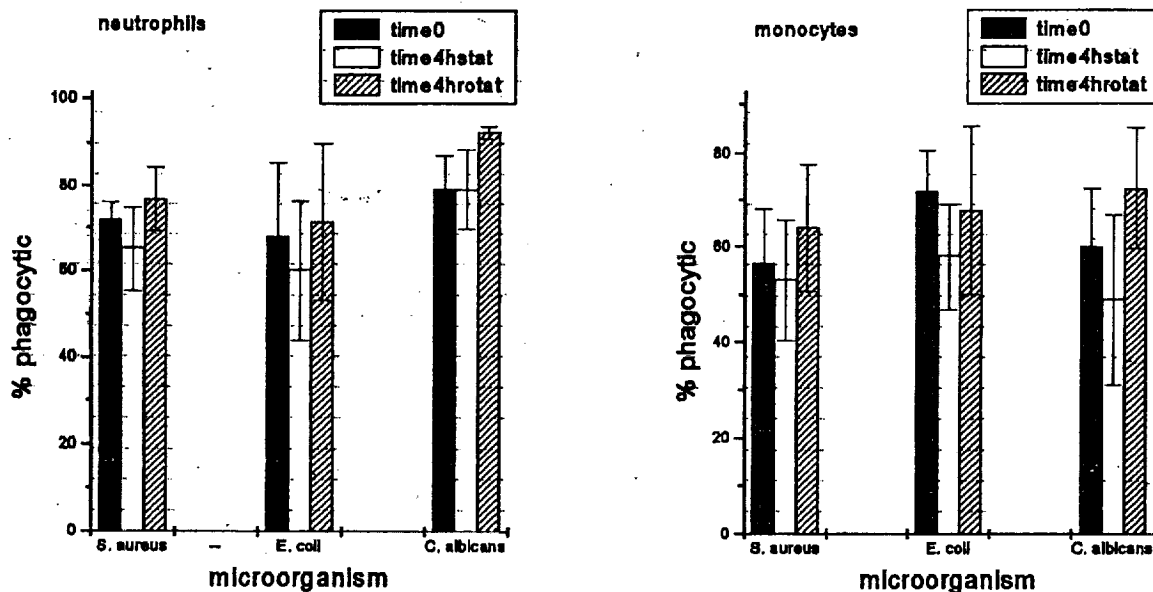 neutrophils
time0
time4hstat
time4hrotat
% phagocytic
100
80
60
40
20
0
S. aureus
E. coli
C. albicans
microorganism
monocytes
time0
time4hstat
time4hrotat
% phagocytic
80
60
40
20
0
S. aureus
E. coli
C. albicans
microorganism